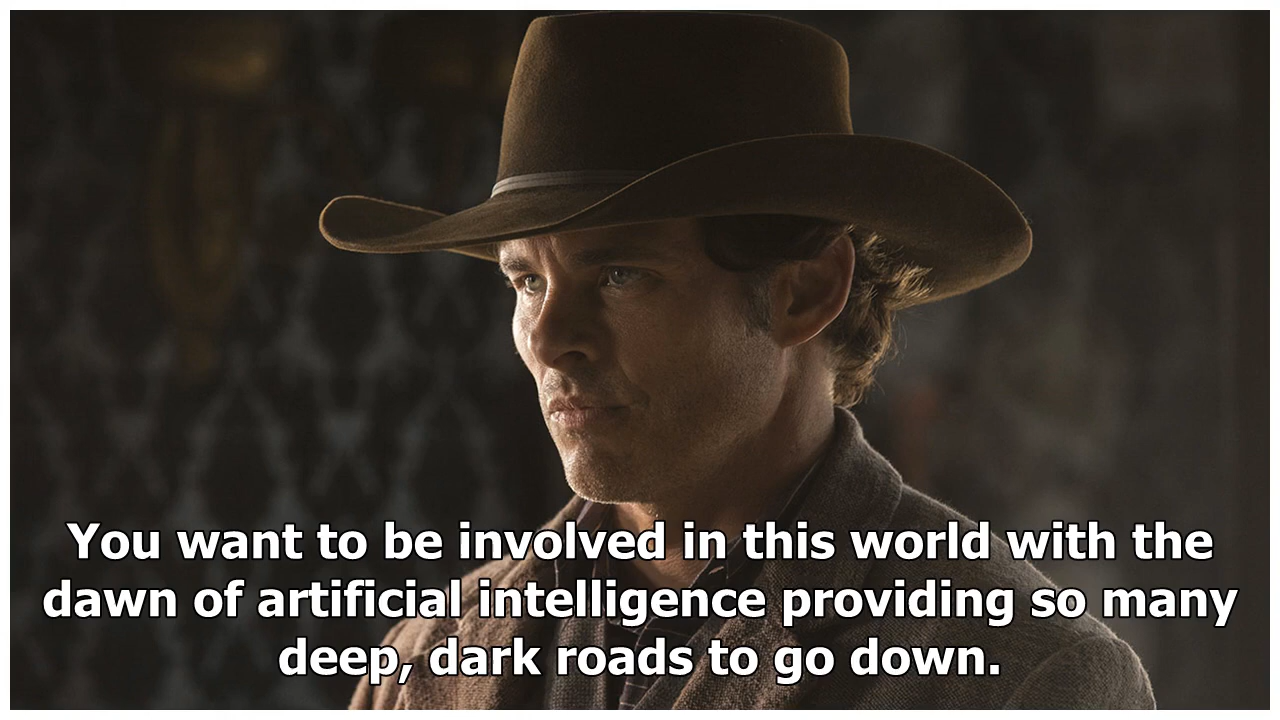 You want to be involved in this world with the
dawn of artificial intelligence providing so many
deep, dark roads to go down.